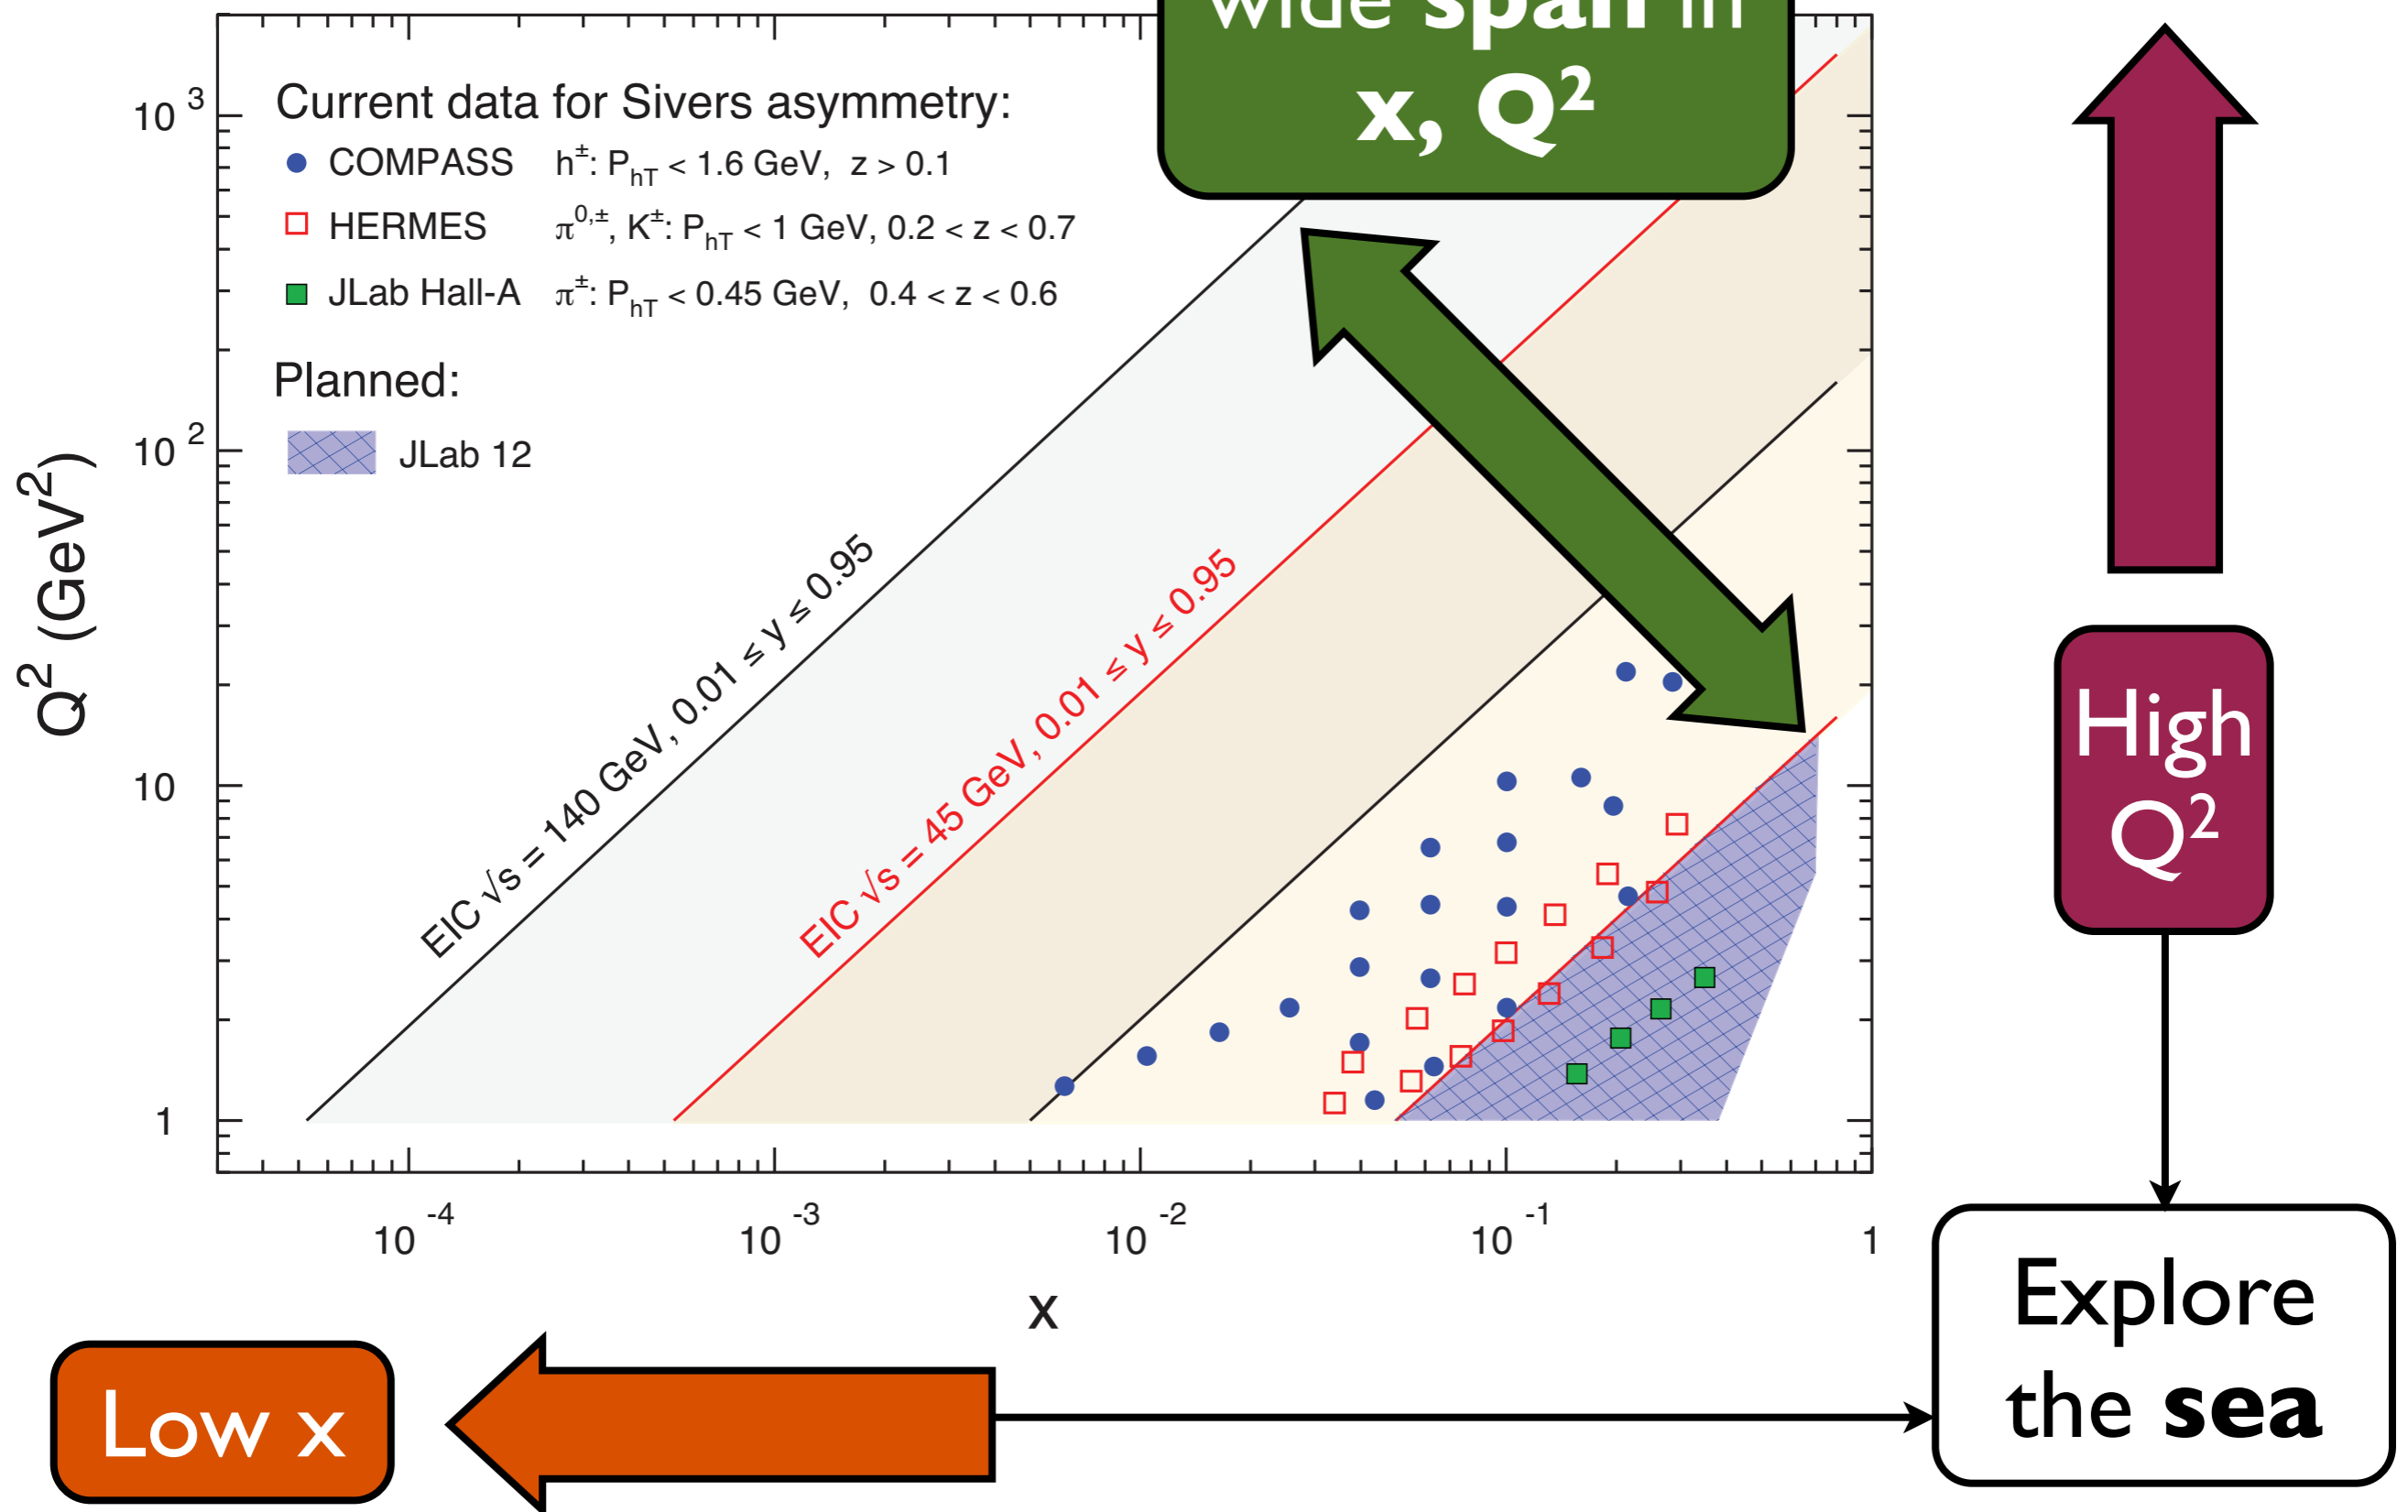 wide span in
x, Q²
10³
Current data for Sivers asymmetry:
COMPASS h±: PhT < 1.6 GeV, z > 0.1
HERMES π0,±, K±: PhT < 1 GeV, 0.2 < z < 0.7
JLab Hall-A π±: PhT < 0.45 GeV, 0.4 < z < 0.6
Planned:
JLab 12
10²
10
1
Q² (GeV²)
EIC √s = 140 GeV, 0.01 ≤ y ≤ 0.95
EIC √s = 45 GeV, 0.01 ≤ y ≤ 0.95
High
Q²
10⁻⁴ 10⁻³ 10⁻² 10⁻¹ 1
x
Explore
the sea
Low x